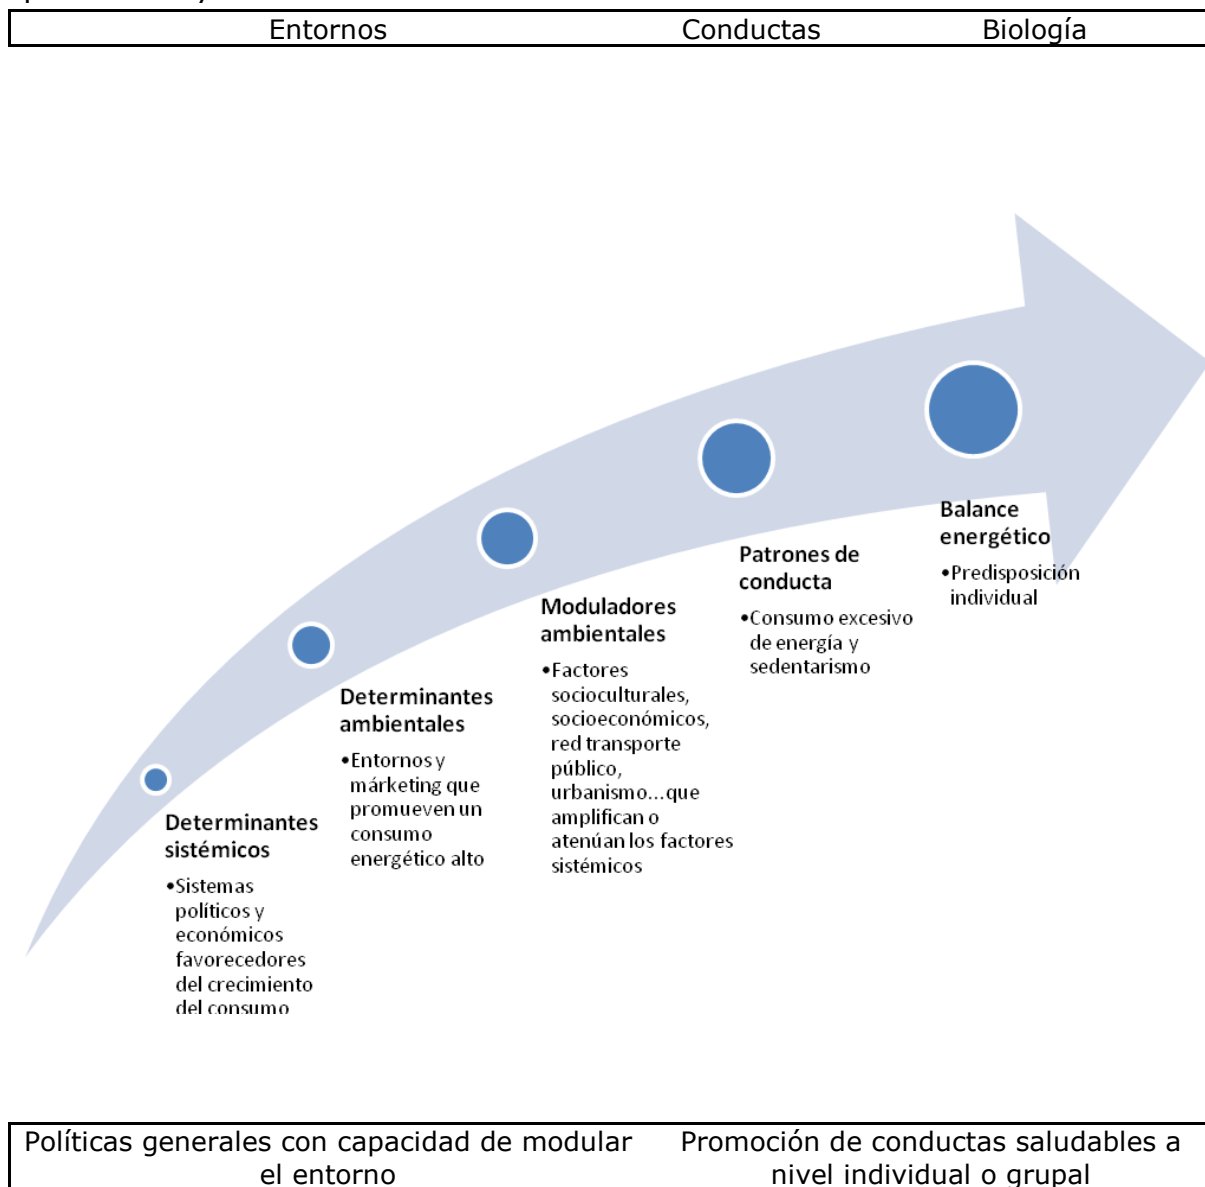 Entornos Conductas Biología
Balance
energético
•Predisposición
individual
Patrones de
conducta
•Consumo excesivo
de energía y
sedentarismo
Moduladores
ambientales
•Factores
socioculturales,
socioeconómicos,
red transporte
público,
urbanismo...que
amplifican o
atenúan los factores
sistémicos
Determinantes
ambientales
•Entornos y
márketing que
promueven un
consumo
energético alto
Determinantes
sistémicos
•Sistemas
políticos y
económicos
favorecedores
del crecimiento
del consumo
Políticas generales con capacidad de modular
el entorno
Promoción de conductas saludables a
nivel individual o grupal